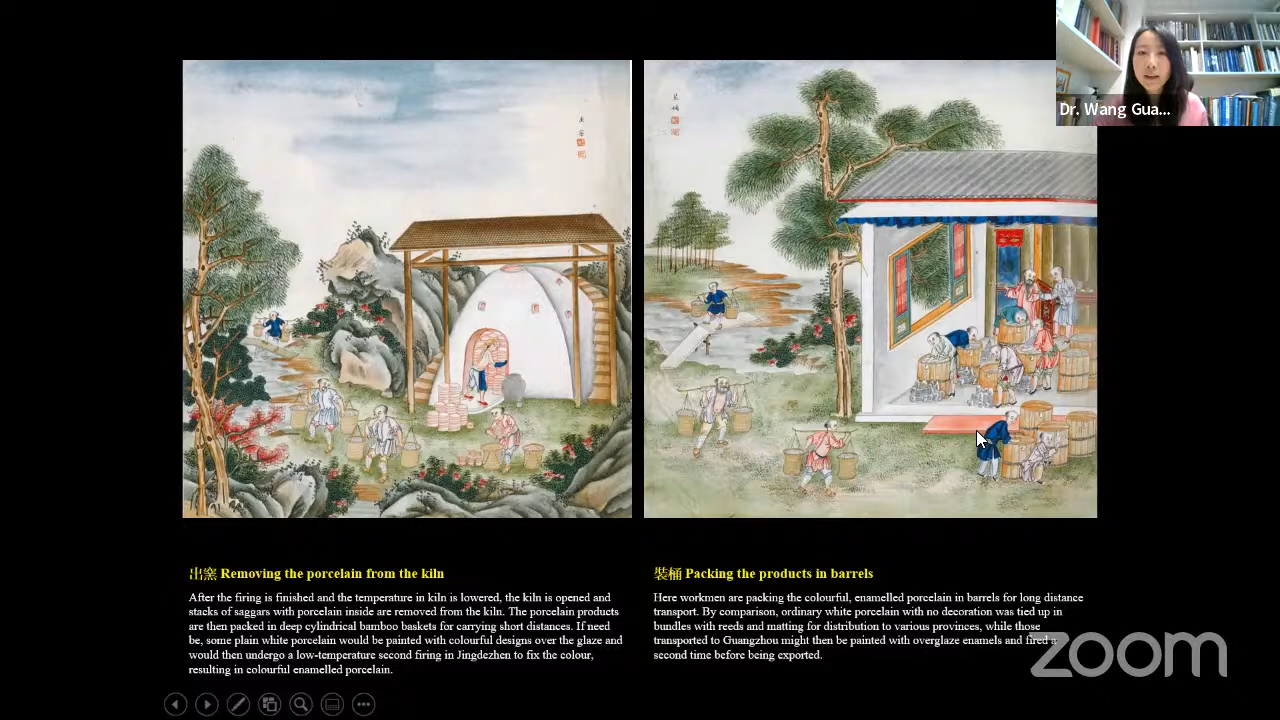 Dr. Wang Gua...
出窯
裝桶
出窯 Removing the porcelain from the kiln
After the firing is finished and the temperature in kiln is lowered, the kiln is opened and
stacks of saggars with porcelain inside are removed from the kiln. The porcelain products
are then packed in deep cylindrical bamboo baskets for carrying short distances. If need
be, some plain white porcelain would be painted with colourful designs over the glaze and
would then undergo a low-temperature second firing in Jingdezhen to fix the colour,
resulting in colourful enamelled porcelain.
裝桶 Packing the products in barrels
Here workmen are packing the colourful, enamelled porcelain in barrels for long distance
transport. By comparison, ordinary white porcelain with no decoration was tied up in
bundles with reeds and matting for distribution to various provinces, while those
transported to Guangzhou might then be painted with overglaze enamels and fired a
second time before being exported.
zoom